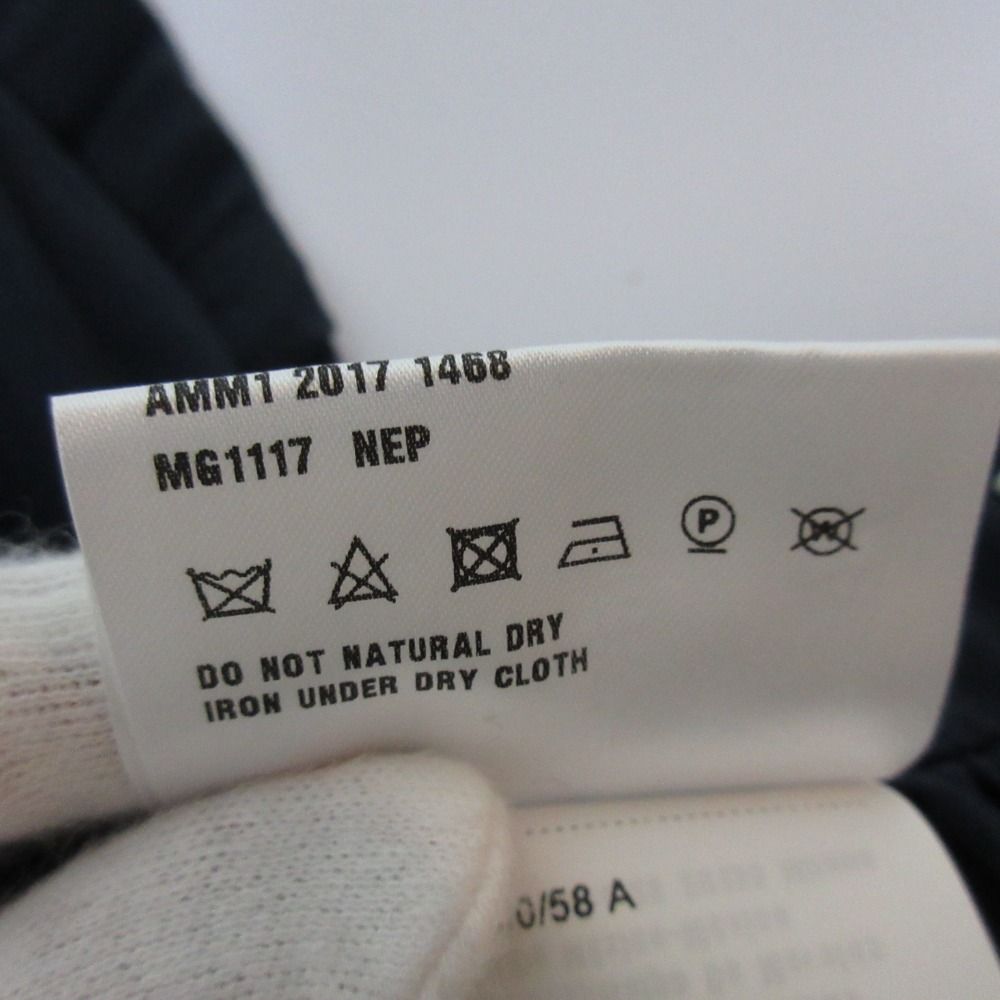 AMM1 2017 1468
MG1117 NEP
P
W
DO NOT NATURAL DRY
IRON UNDER DRY CLOTH
0/58 A